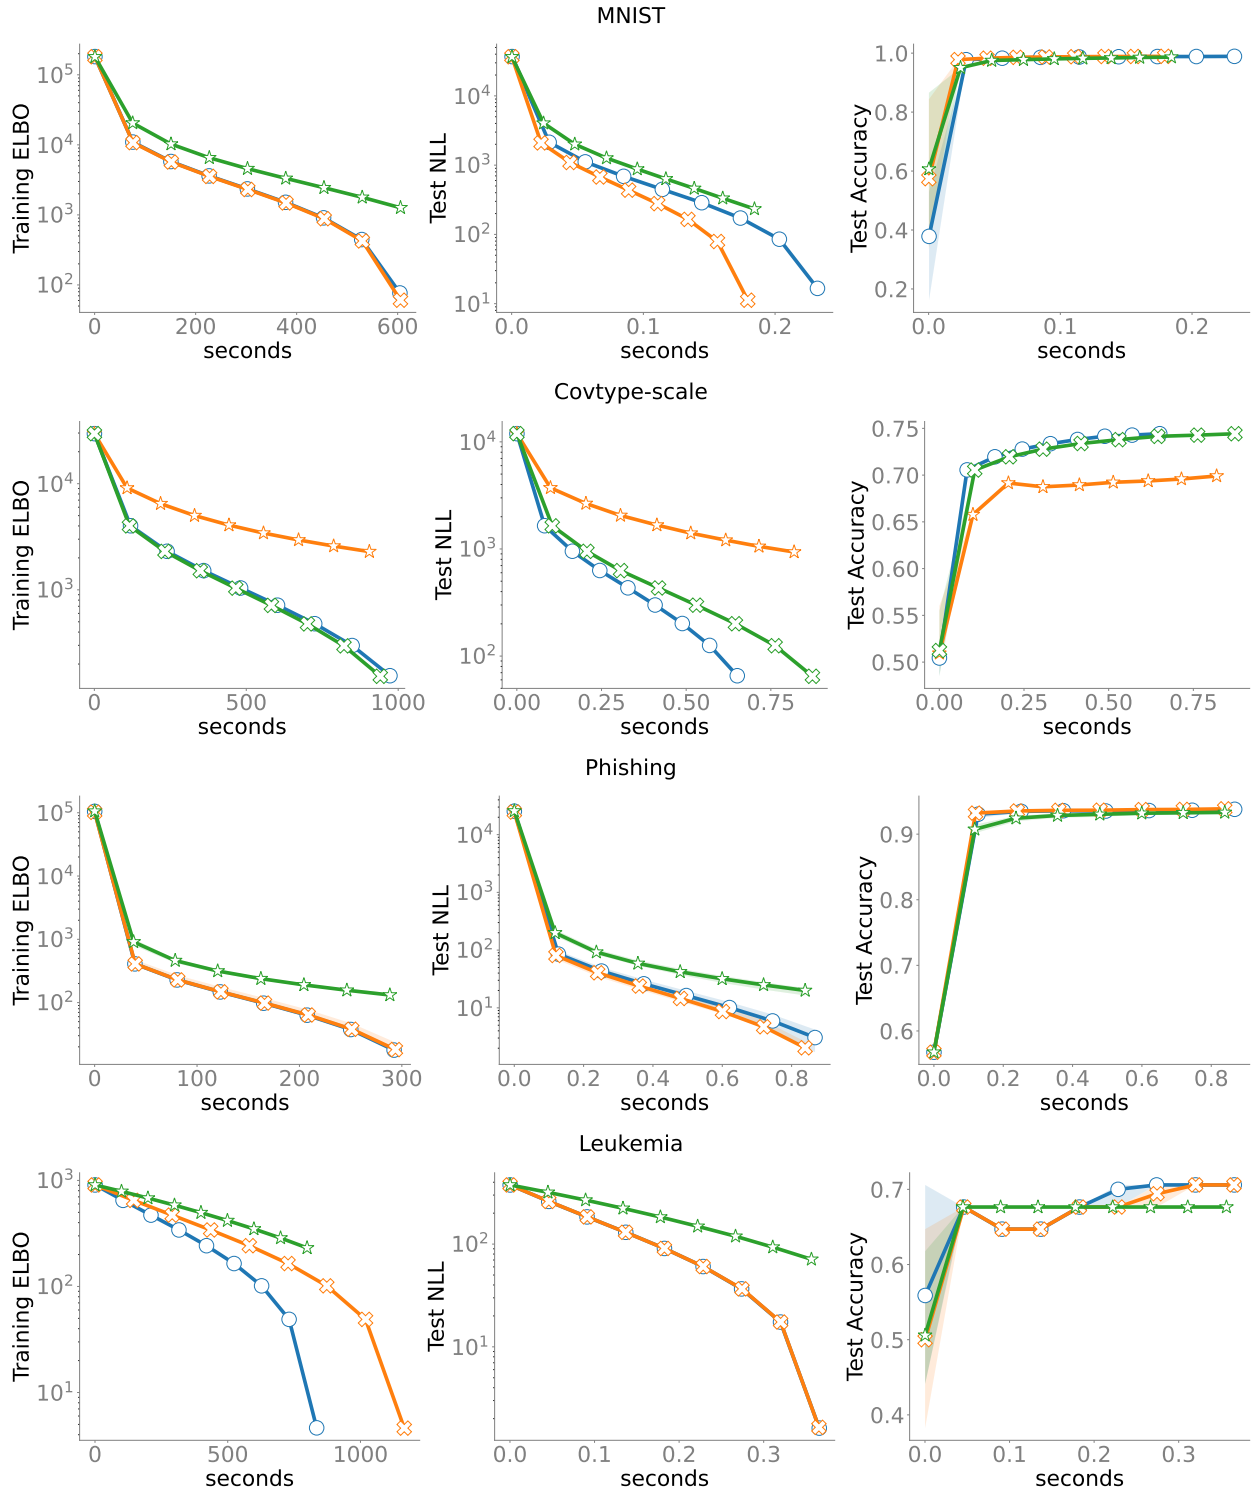 MNIST
Training ELBO
10^5
10^4
10^3
10^2
0 200 400 600
seconds
Test NLL
10^4
10^3
10^2
10^1
0.0 0.1 0.2
seconds
Test Accuracy
1.0
0.8
0.6
0.4
0.2
0.0 0.1 0.2
seconds
Covtype-scale
Training ELBO
10^4
10^3
0 500 1000
seconds
Test NLL
10^4
10^3
10^2
0.00 0.25 0.50 0.75
seconds
Test Accuracy
0.75
0.70
0.65
0.60
0.55
0.50
0.00 0.25 0.50 0.75
seconds
Phishing
Training ELBO
10^5
10^4
10^3
10^2
0 100 200 300
seconds
Test NLL
10^4
10^3
10^2
10^1
0.0 0.2 0.4 0.6 0.8
seconds
Test Accuracy
0.9
0.8
0.7
0.6
0.0 0.2 0.4 0.6 0.8
seconds
Leukemia
Training ELBO
10^3
10^2
10^1
0 500 1000
seconds
Test NLL
10^2
10^1
0.0 0.1 0.2 0.3
seconds
Test Accuracy
0.7
0.6
0.5
0.4
0.0 0.1 0.2 0.3
seconds